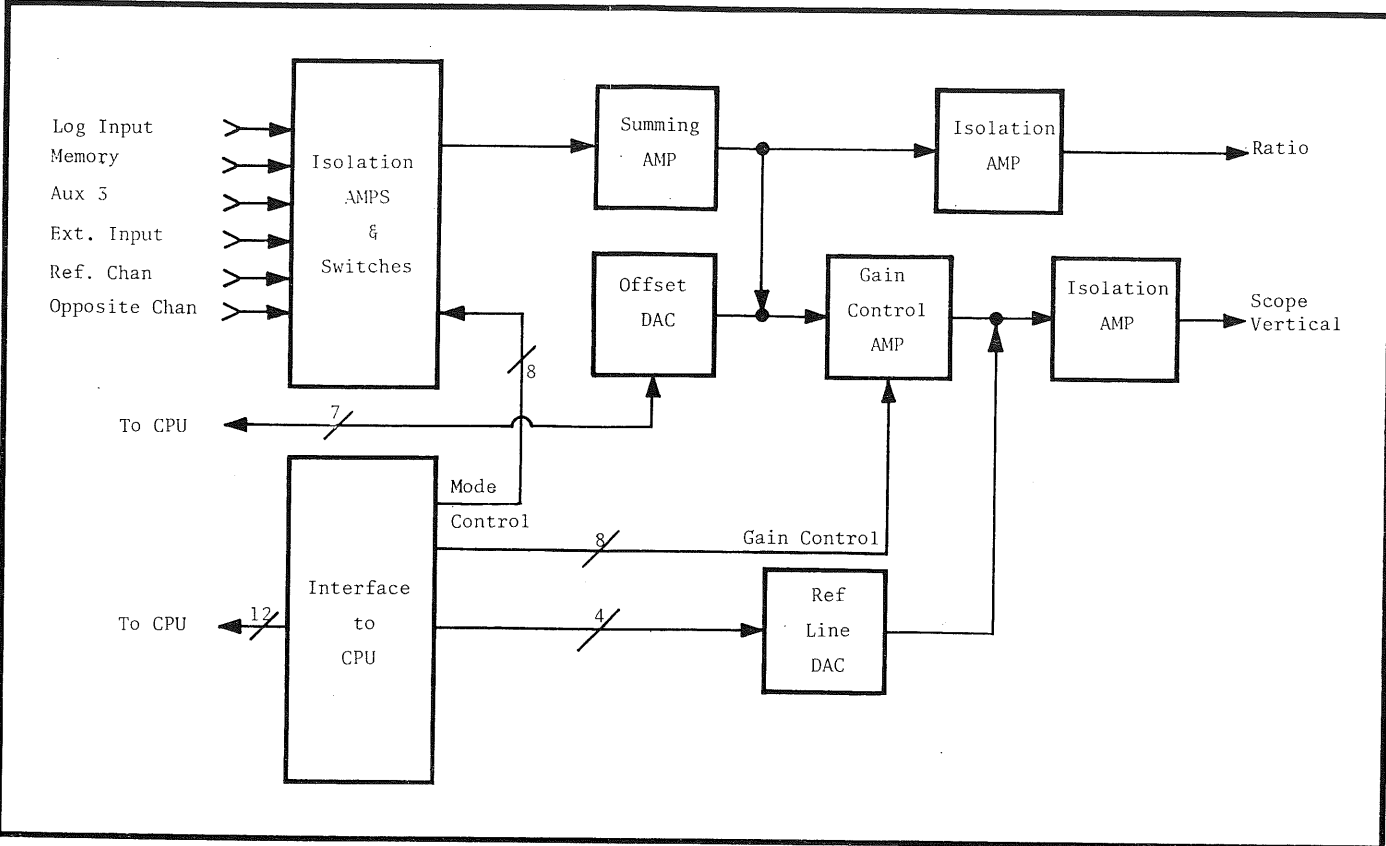 Log Input
Memory
Aux 3
Ext. Input
Ref. Chan
Opposite Chan
Isolation
AMPS
&
Switches
Summing
AMP
Isolation
AMP
Ratio
Offset
DAC
Gain
Control
AMP
Isolation
AMP
Scope
Vertical
8
To CPU
7
Mode
Control
8
Gain Control
To CPU
12
Interface
to
CPU
4
Ref
Line
DAC